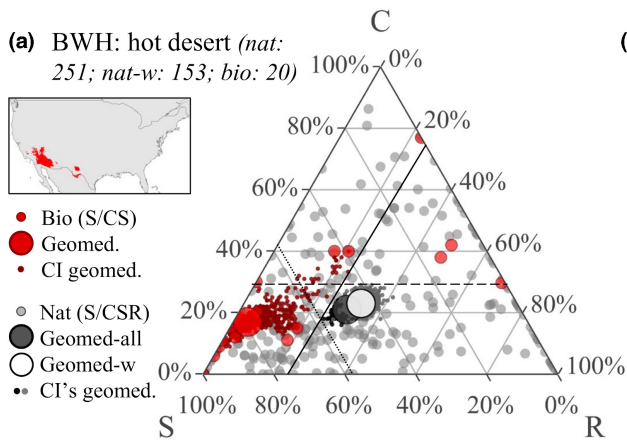 (a) BWH: hot desert (nat:
251; nat-w: 153; bio: 20)
(
C
100%
0%
80%
20%
60%
40%
40%
60%
20%
80%
0%
100%
S
100%
80%
60%
40%
20%
0%
R
Bio (S/CS)
Geomed.
CI geomed.
Nat (S/CSR)
Geomed-all
Geomed-w
CI's geomed.